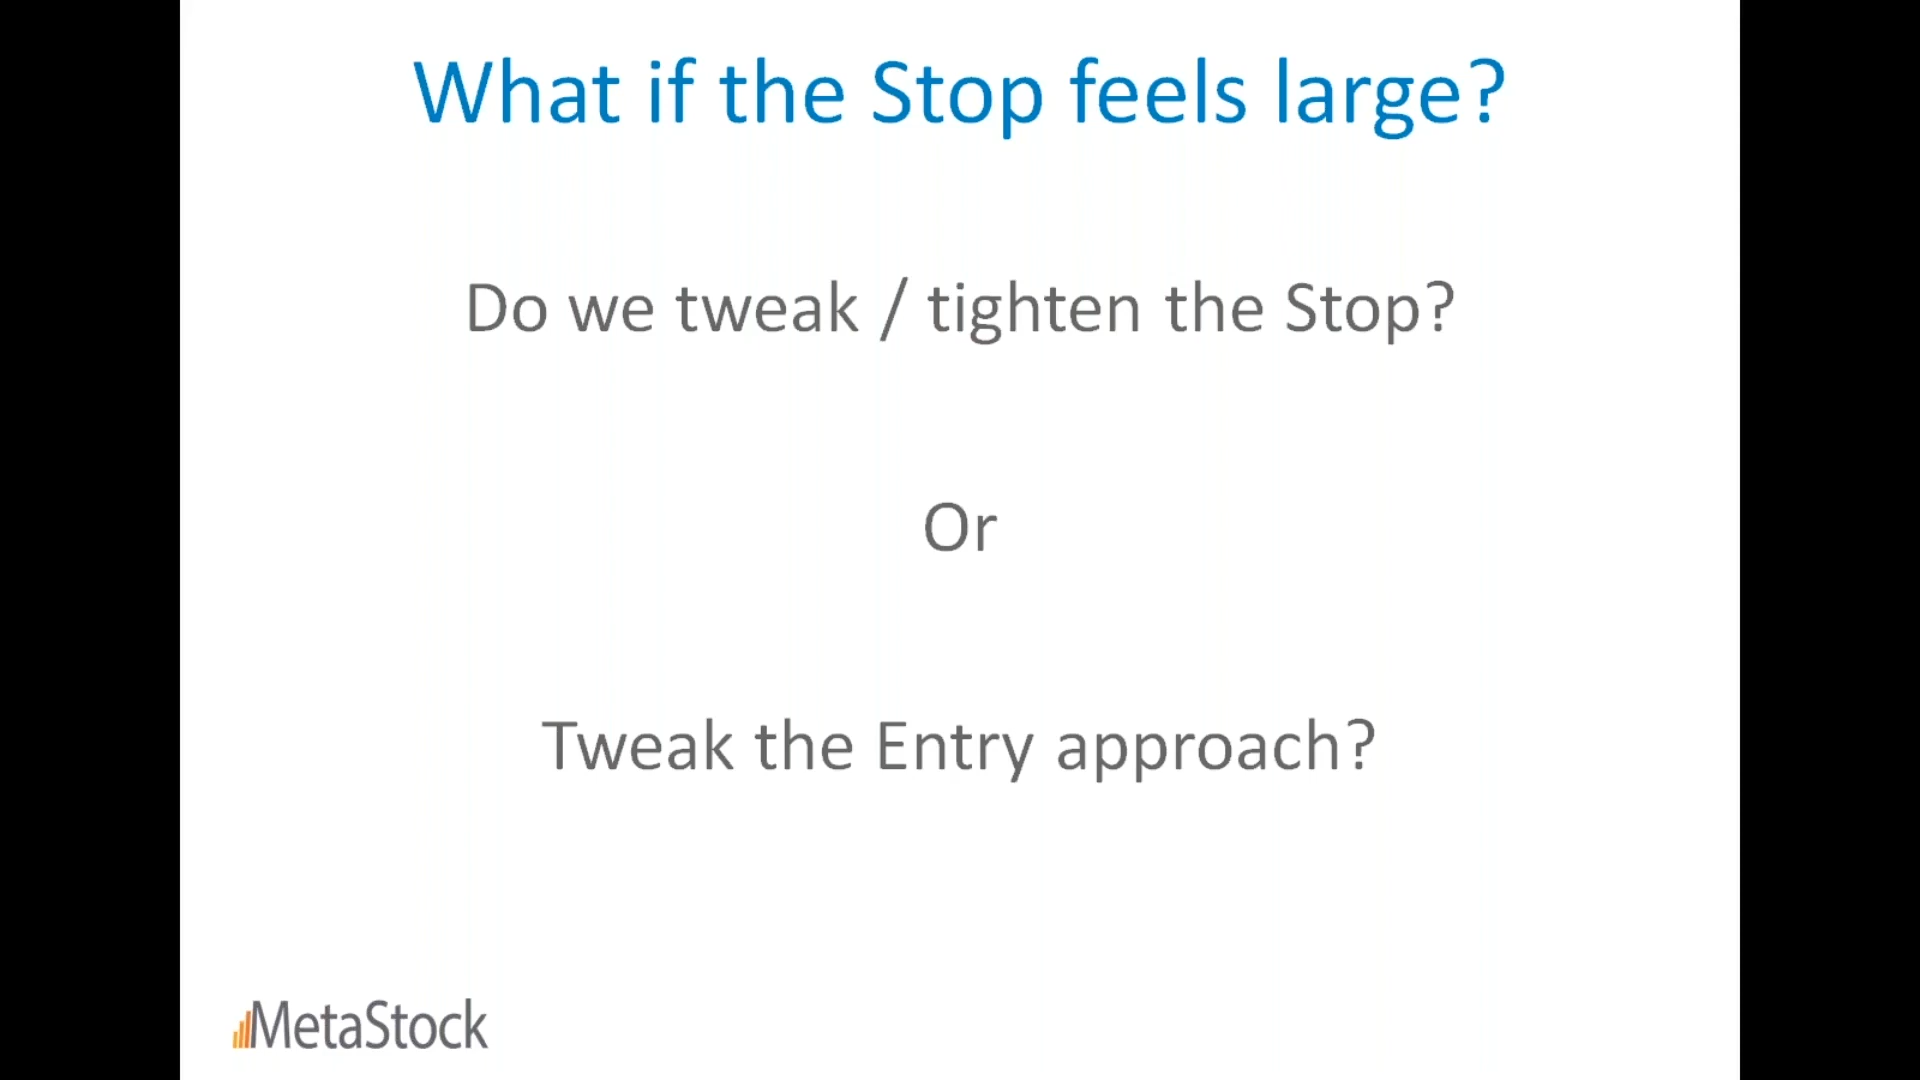 What if the Stop feels large?
Do we tweak / tighten the Stop?
Or
Tweak the Entry approach?
MetaStock